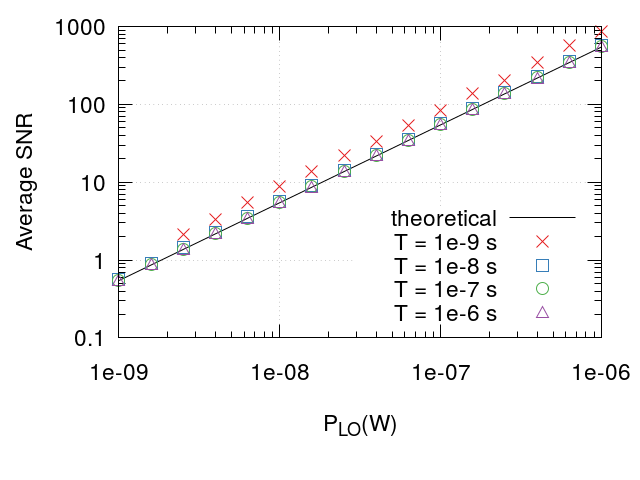 1000
100
10
1
0.1
Average SNR
theoretical
T = 1e-9 s
T = 1e-8 s
T = 1e-7 s
T = 1e-6 s
1e-09 1e-08 1e-07 1e-06
P_LO(W)